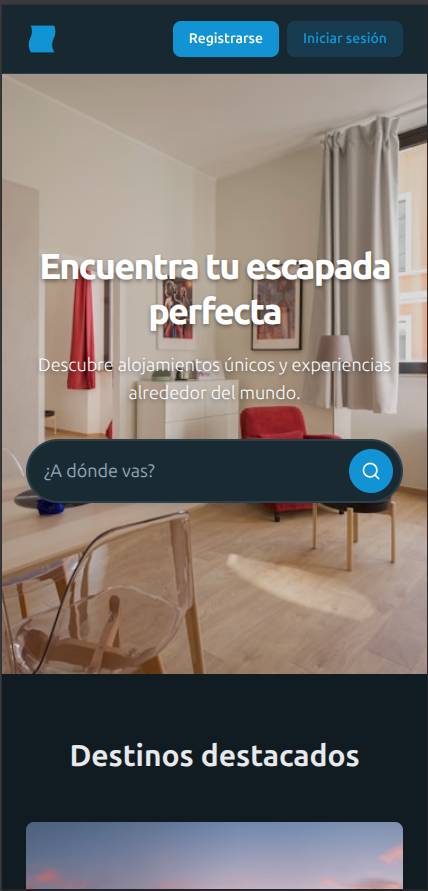 Registrarse
Iniciar sesión
Encuentra tu escapada
perfecta
Descubre alojamientos únicos y experiencias
alrededor del mundo.
¿A dónde vas?
Destinos destacados